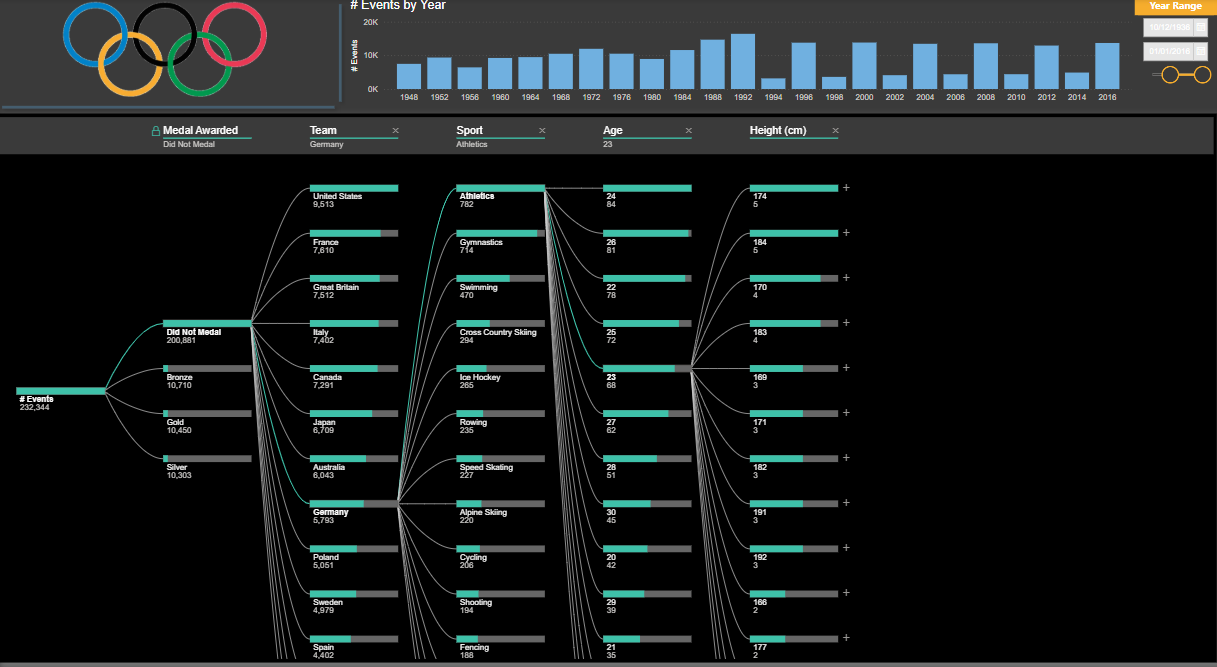 # Events by Year
Year Range
20K
10K
0K
# Events
1948 1952 1956 1960 1964 1968 1972 1976 1980 1984 1988 1992 1994 1996 1998 2000 2002 2004 2006 2008 2010 2012 2014 2016
01/01/2016
Medal Awarded
Did Not Medal
Team
Germany
Sport
Athletics
Age
23
Height (cm)
# Events
232,344
Did Not Medal
200,881
Bronze
10,710
Gold
10,450
Silver
10,303
United States
9,513
France
7,610
Great Britain
7,512
Italy
7,402
Canada
7,291
Japan
6,709
Australia
6,043
Germany
5,793
Poland
5,051
Sweden
4,979
Spain
4,402
Athletics
782
Gymnastics
714
Swimming
470
Cross Country Skiing
294
Ice Hockey
265
Rowing
235
Speed Skating
227
Alpine Skiing
220
Cycling
206
Shooting
194
Fencing
188
24
84
26
81
22
78
25
72
23
68
27
62
28
51
30
45
20
42
29
39
21
35
174
5
184
5
170
4
183
4
169
3
171
3
182
3
191
3
192
3
166
2
177
2